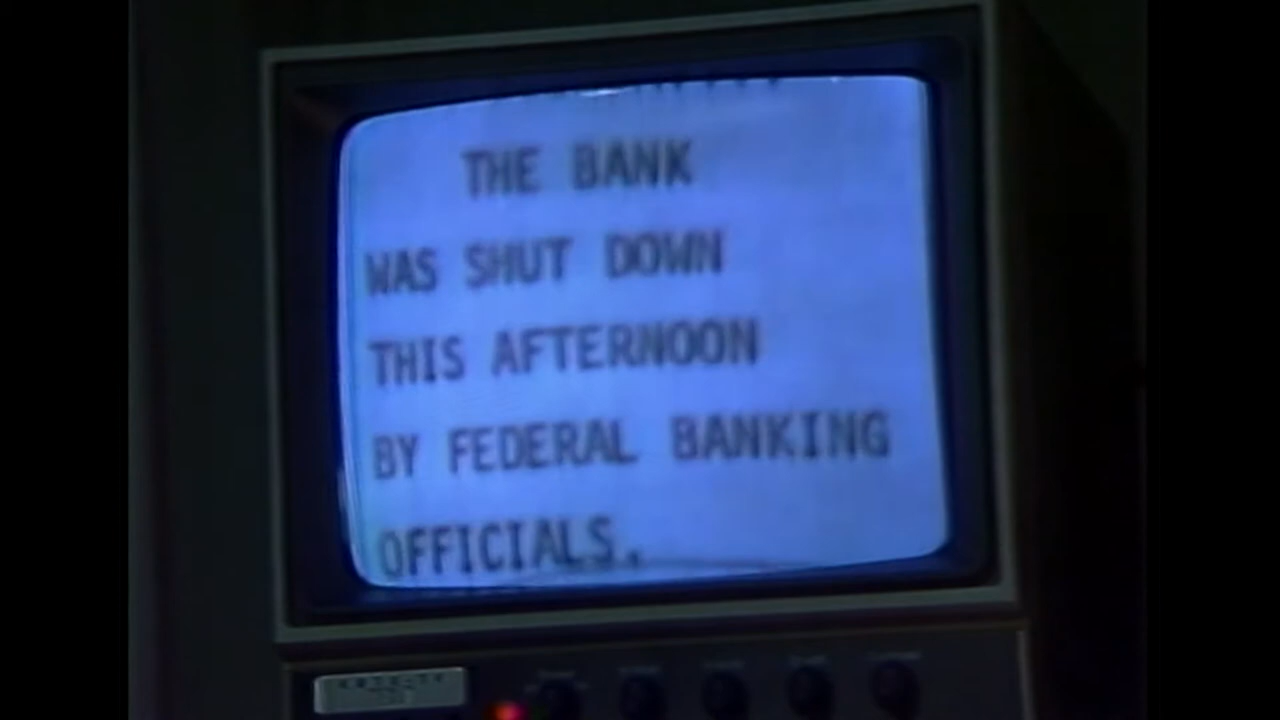 THE BANK
WAS SHUT DOWN
THIS AFTERNOON
BY FEDERAL BANKING
OFFICIALS.